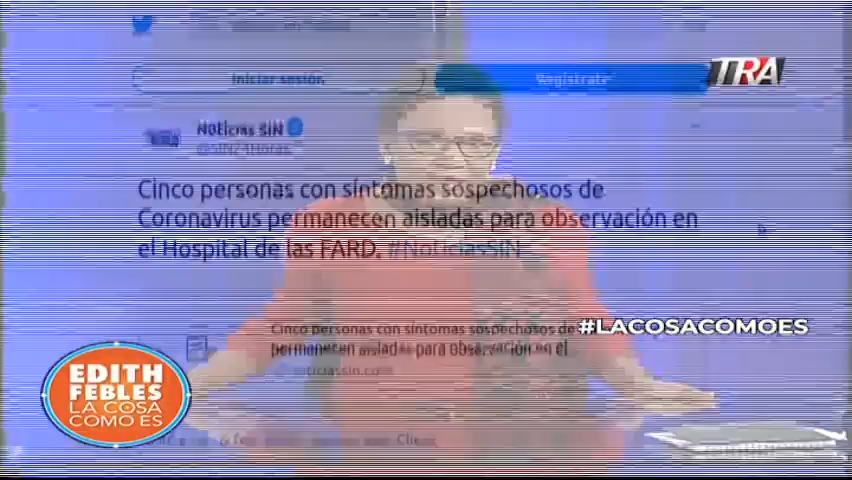 Iniciar sesión
Regístrate
TRA
Noticias SIN
@SIN24Horas
Cinco personas con síntomas sospechosos de
Coronavirus permanecen aisladas para observación en
el Hospital de las FARD. #NoticiasSIN
Cinco personas con síntomas sospechosos de
permanecen aisladas para observación en el
noticiassin.com
#LACOSACOMOES
EDITH
FEBLES
LA COSA
COMO ES